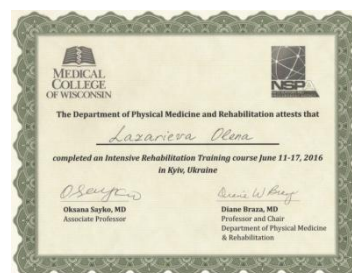 MEDICAL
COLLEGE
OF WISCONSIN
NSPA
The Department of Physical Medicine and Rehabilitation attests that
Lazarieva Olena
completed an Intensive Rehabilitation Training course June 11-17, 2016
in Kyiv, Ukraine
Oksana Sayko, MD
Associate Professor
Diane Braza, MD
Professor and Chair
Department of Physical Medicine
& Rehabilitation